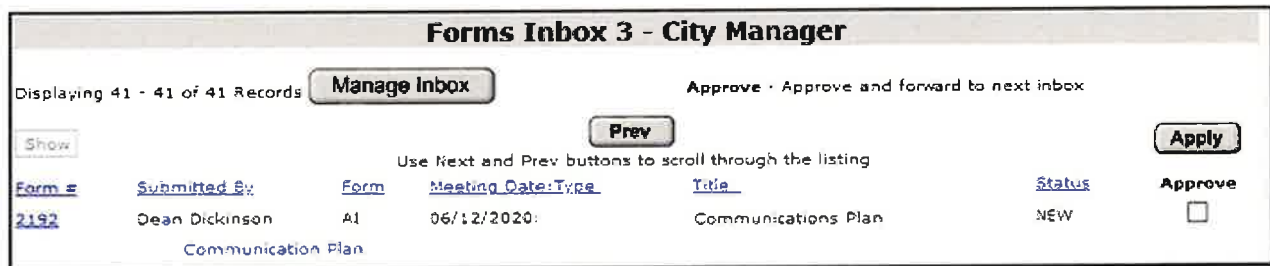 Forms Inbox 3 - City Manager
Displaying 41 - 41 of 41 Records Manage Inbox Approve - Approve and forward to next inbox
Show Prev Apply
Use Next and Prev buttons to scroll through the listing
Form # Submitted By Form Meeting Date:Type Title Status Approve
2192 Dean Dickinson AI 06/12/2020: Communications Plan NEW
Communication Plan